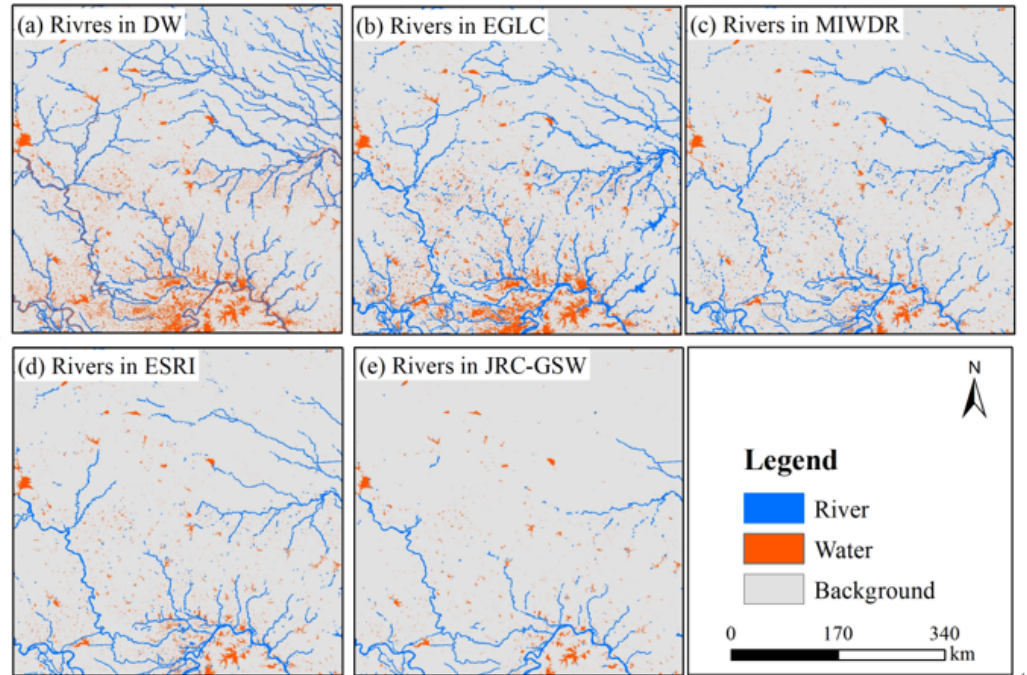 (a) Rivres in DW
(b) Rivers in EGLC
(c) Rivers in MIWDR
(d) Rivers in ESRI
(e) Rivers in JRC-GSW
N
Legend
River
Water
Background
0 170 340
km